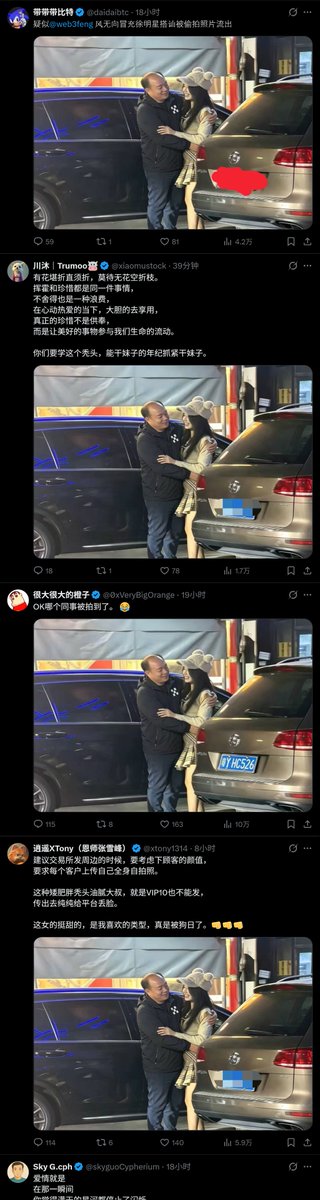 带带带比特 @daidaibtc · 18小时
疑似@web3feng 风无向冒充徐明星搭讪被偷拍照片流出
59 1 81 4.2万
川沐｜Trumoo @xiaomustock · 39分钟
有花堪折直须折，莫待无花空折枝。
挥霍和珍惜都是同一件事情，
不舍得也是一种浪费，
在心动热爱的当下，大胆的去享用，
真正的珍惜不是供奉，
而是让美好的事物参与我们生命的流动。
你们要学这个秃头，能干妹子的年纪抓紧干妹子。
18 1 78 1.7万
很大很大的橙子 @0xVeryBigOrange · 19小时
OK哪个同事被拍到了。😂
粤Y HC526
115 8 163 10万
逍遥XTony（恩师张雪峰） @xtony1314 · 8小时
建议交易所发周边的时候，要考虑下顾客的颜值，
要求每个客户上传自己全身自拍照。
这种矮肥胖秃头油腻大叔，就是VIP10也不能发，
传出去纯纯给平台丢脸。
这女的挺甜的，是我喜欢的类型，真是被狗日了。👊👊👊
114 6 140 5.9万
Sky G.cph @skyguoCypherium · 18小时
爱情就是
在那一瞬间